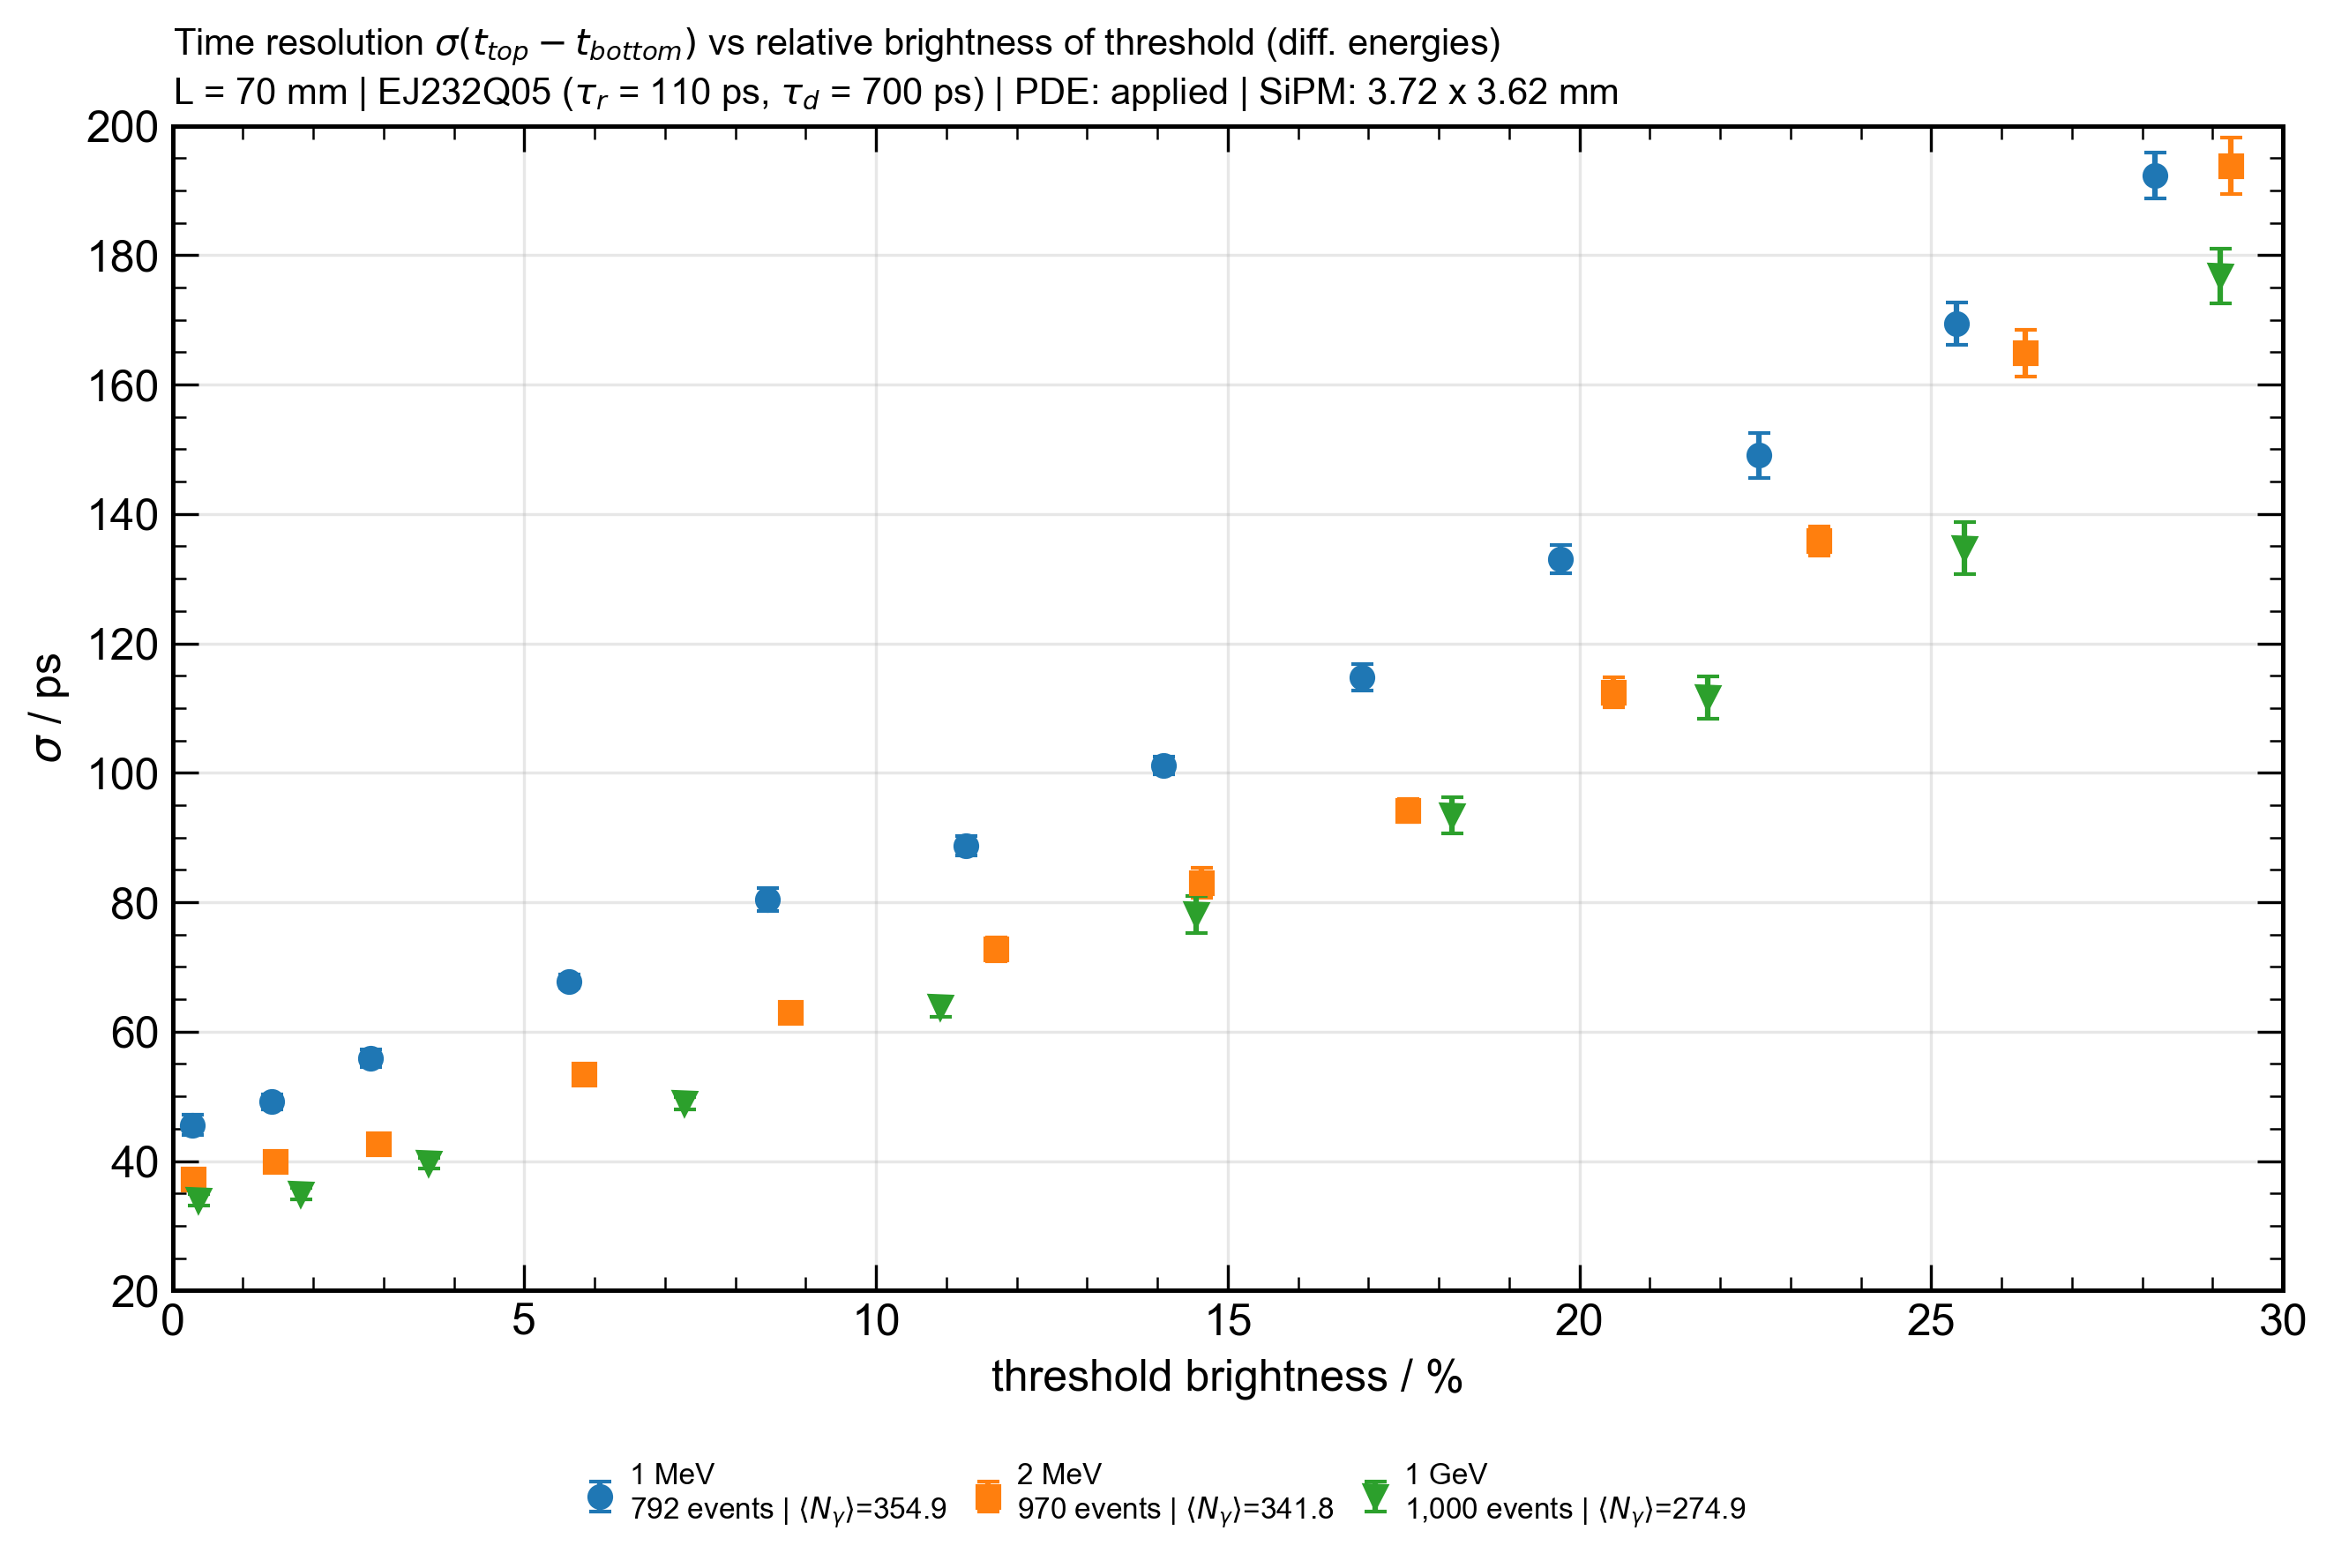 Time resolution σ(t_top − t_bottom) vs relative brightness of threshold (diff. energies)
L = 70 mm | EJ232Q05 (τ_r = 110 ps, τ_d = 700 ps) | PDE: applied | SiPM: 3.72 x 3.62 mm
200
180
160
140
120
100
80
60
40
20
σ / ps
0 5 10 15 20 25 30
threshold brightness / %
1 MeV
792 events | ⟨N_γ⟩=354.9
2 MeV
970 events | ⟨N_γ⟩=341.8
1 GeV
1,000 events | ⟨N_γ⟩=274.9